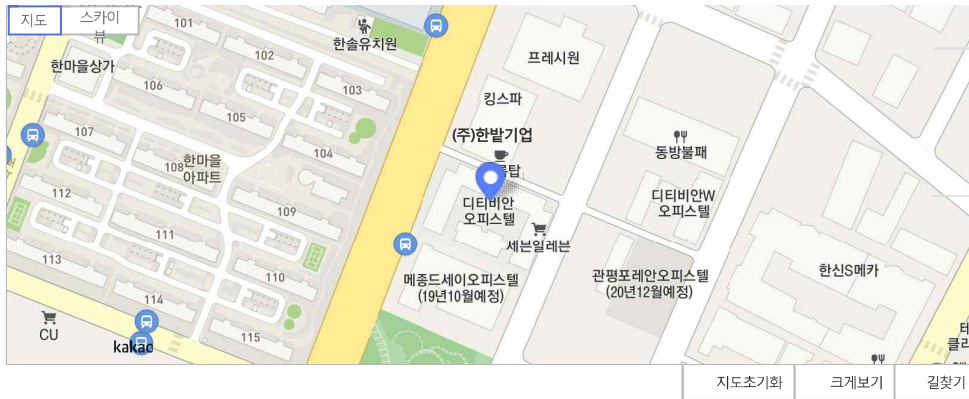 지도
스카이
뷰
101
한솔유치원
102
한마을상가
프레시원
106
103
킹스파
105
107
(주)한밭기업
104
동방불패
108
한마을
아파트
112
디티비안
오피스텔
디티비안W
오피스텔
109
111
세븐일레븐
113
110
메종드세이오피스텔
(19년10월예정)
관평포레안오피스텔
(20년12월예정)
한신S메카
114
CU
115
kakao
클리
지도초기화
크게보기
길찾기